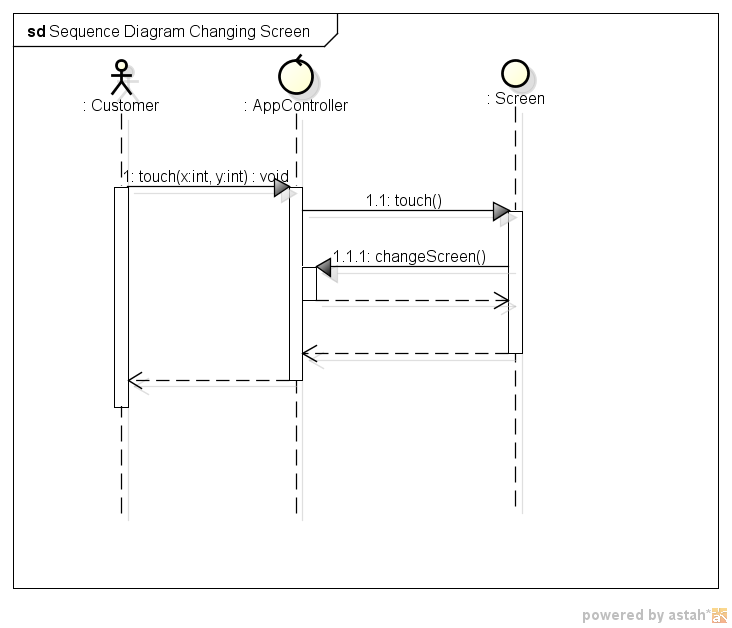 sd Sequence Diagram Changing Screen
: Customer
: AppController
: Screen
1: touch(x:int, y:int) : void
1.1: touch()
1.1.1: changeScreen()
powered by astah*